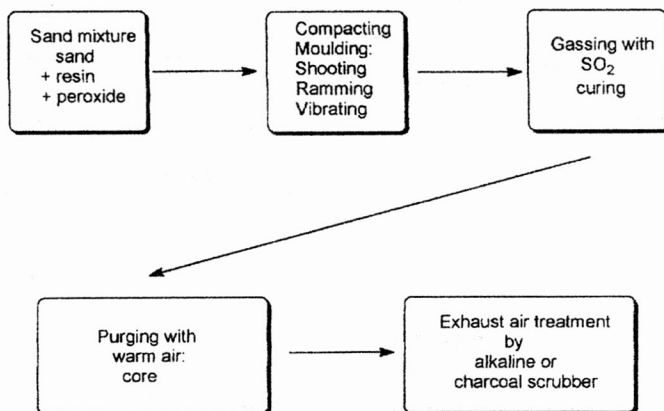 Sand mixture
sand
+ resin
+ peroxide
Compacting
Moulding:
Shooting
Ramming
Vibrating
Gassing with
SO₂
curing
Purging with
warm air:
core
Exhaust air treatment
by
alkaline or
charcoal scrubber